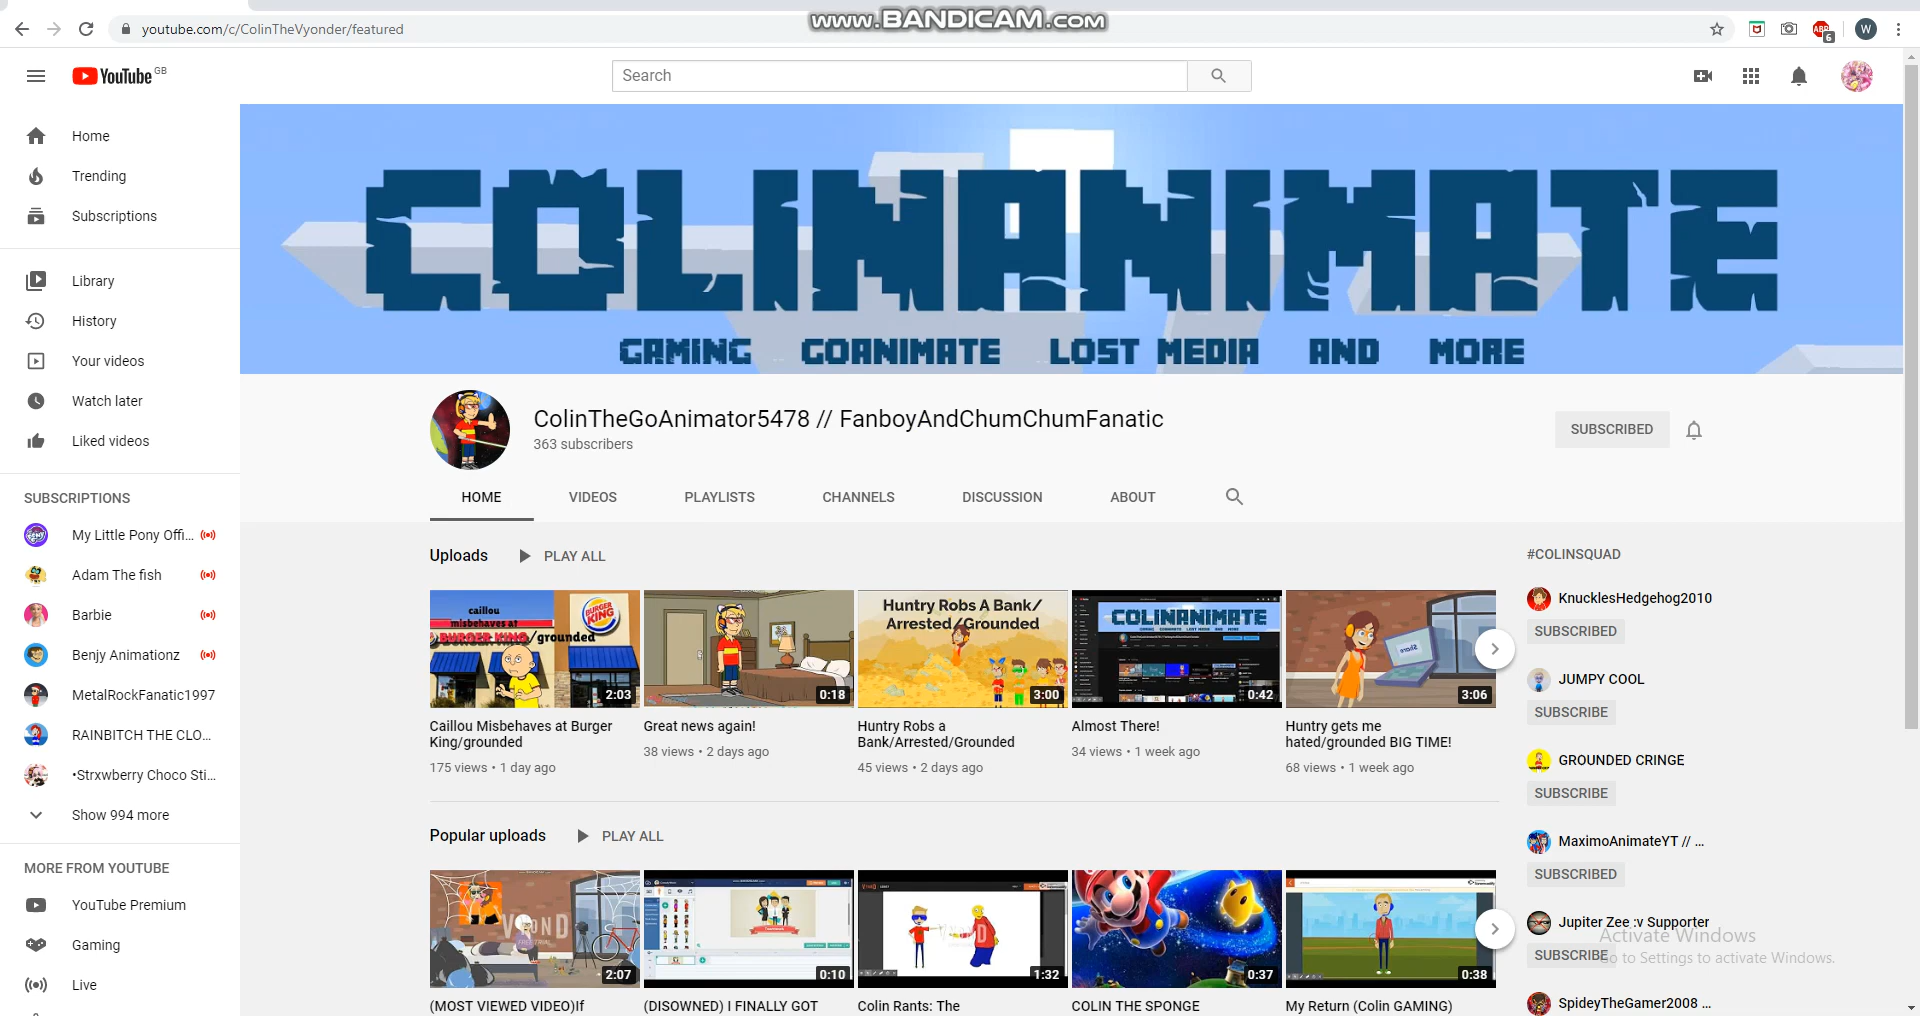 youtube.com/c/ColinTheVyonder/featured
www.BANDICAM.com
ABP
6
W
YouTube GB
Search
Home
Trending
Subscriptions
Library
History
Your videos
Watch later
Liked videos
SUBSCRIPTIONS
My Little Pony Offi...
Adam The fish
Barbie
Benjy Animationz
MetalRockFanatic1997
RAINBITCH THE CLO...
•Strxwberry Choco Sti...
Show 994 more
MORE FROM YOUTUBE
YouTube Premium
Gaming
Live
COLINANIMATE
GAMING GOANIMATE LOST MEDIA AND MORE
ColinTheGoAnimator5478 // FanboyAndChumChumFanatic
363 subscribers
SUBSCRIBED
HOME VIDEOS PLAYLISTS CHANNELS DISCUSSION ABOUT
Uploads PLAY ALL
caillou
misbehaves at
BURGER KING/grounded
BURGER KING
2:03
Caillou Misbehaves at Burger
King/grounded
175 views • 1 day ago
0:18
Great news again!
38 views • 2 days ago
Huntry Robs A Bank/
Arrested/Grounded
3:00
Huntry Robs a
Bank/Arrested/Grounded
45 views • 2 days ago
COLINANIMATE
0:42
Almost There!
34 views • 1 week ago
Share
3:06
Huntry gets me
hated/grounded BIG TIME!
68 views • 1 week ago
Popular uploads PLAY ALL
2:07
(MOST VIEWED VIDEO)If
0:10
(DISOWNED) I FINALLY GOT
1:32
Colin Rants: The
0:37
COLIN THE SPONGE
0:38
My Return (Colin GAMING)
#COLINSQUAD
KnucklesHedgehog2010
SUBSCRIBED
JUMPY COOL
SUBSCRIBE
GROUNDED CRINGE
SUBSCRIBE
MaximoAnimateYT // ...
SUBSCRIBED
Jupiter Zee :v Supporter
SUBSCRIBE
SpideyTheGamer2008 ...
Activate Windows
Go to Settings to activate Windows.